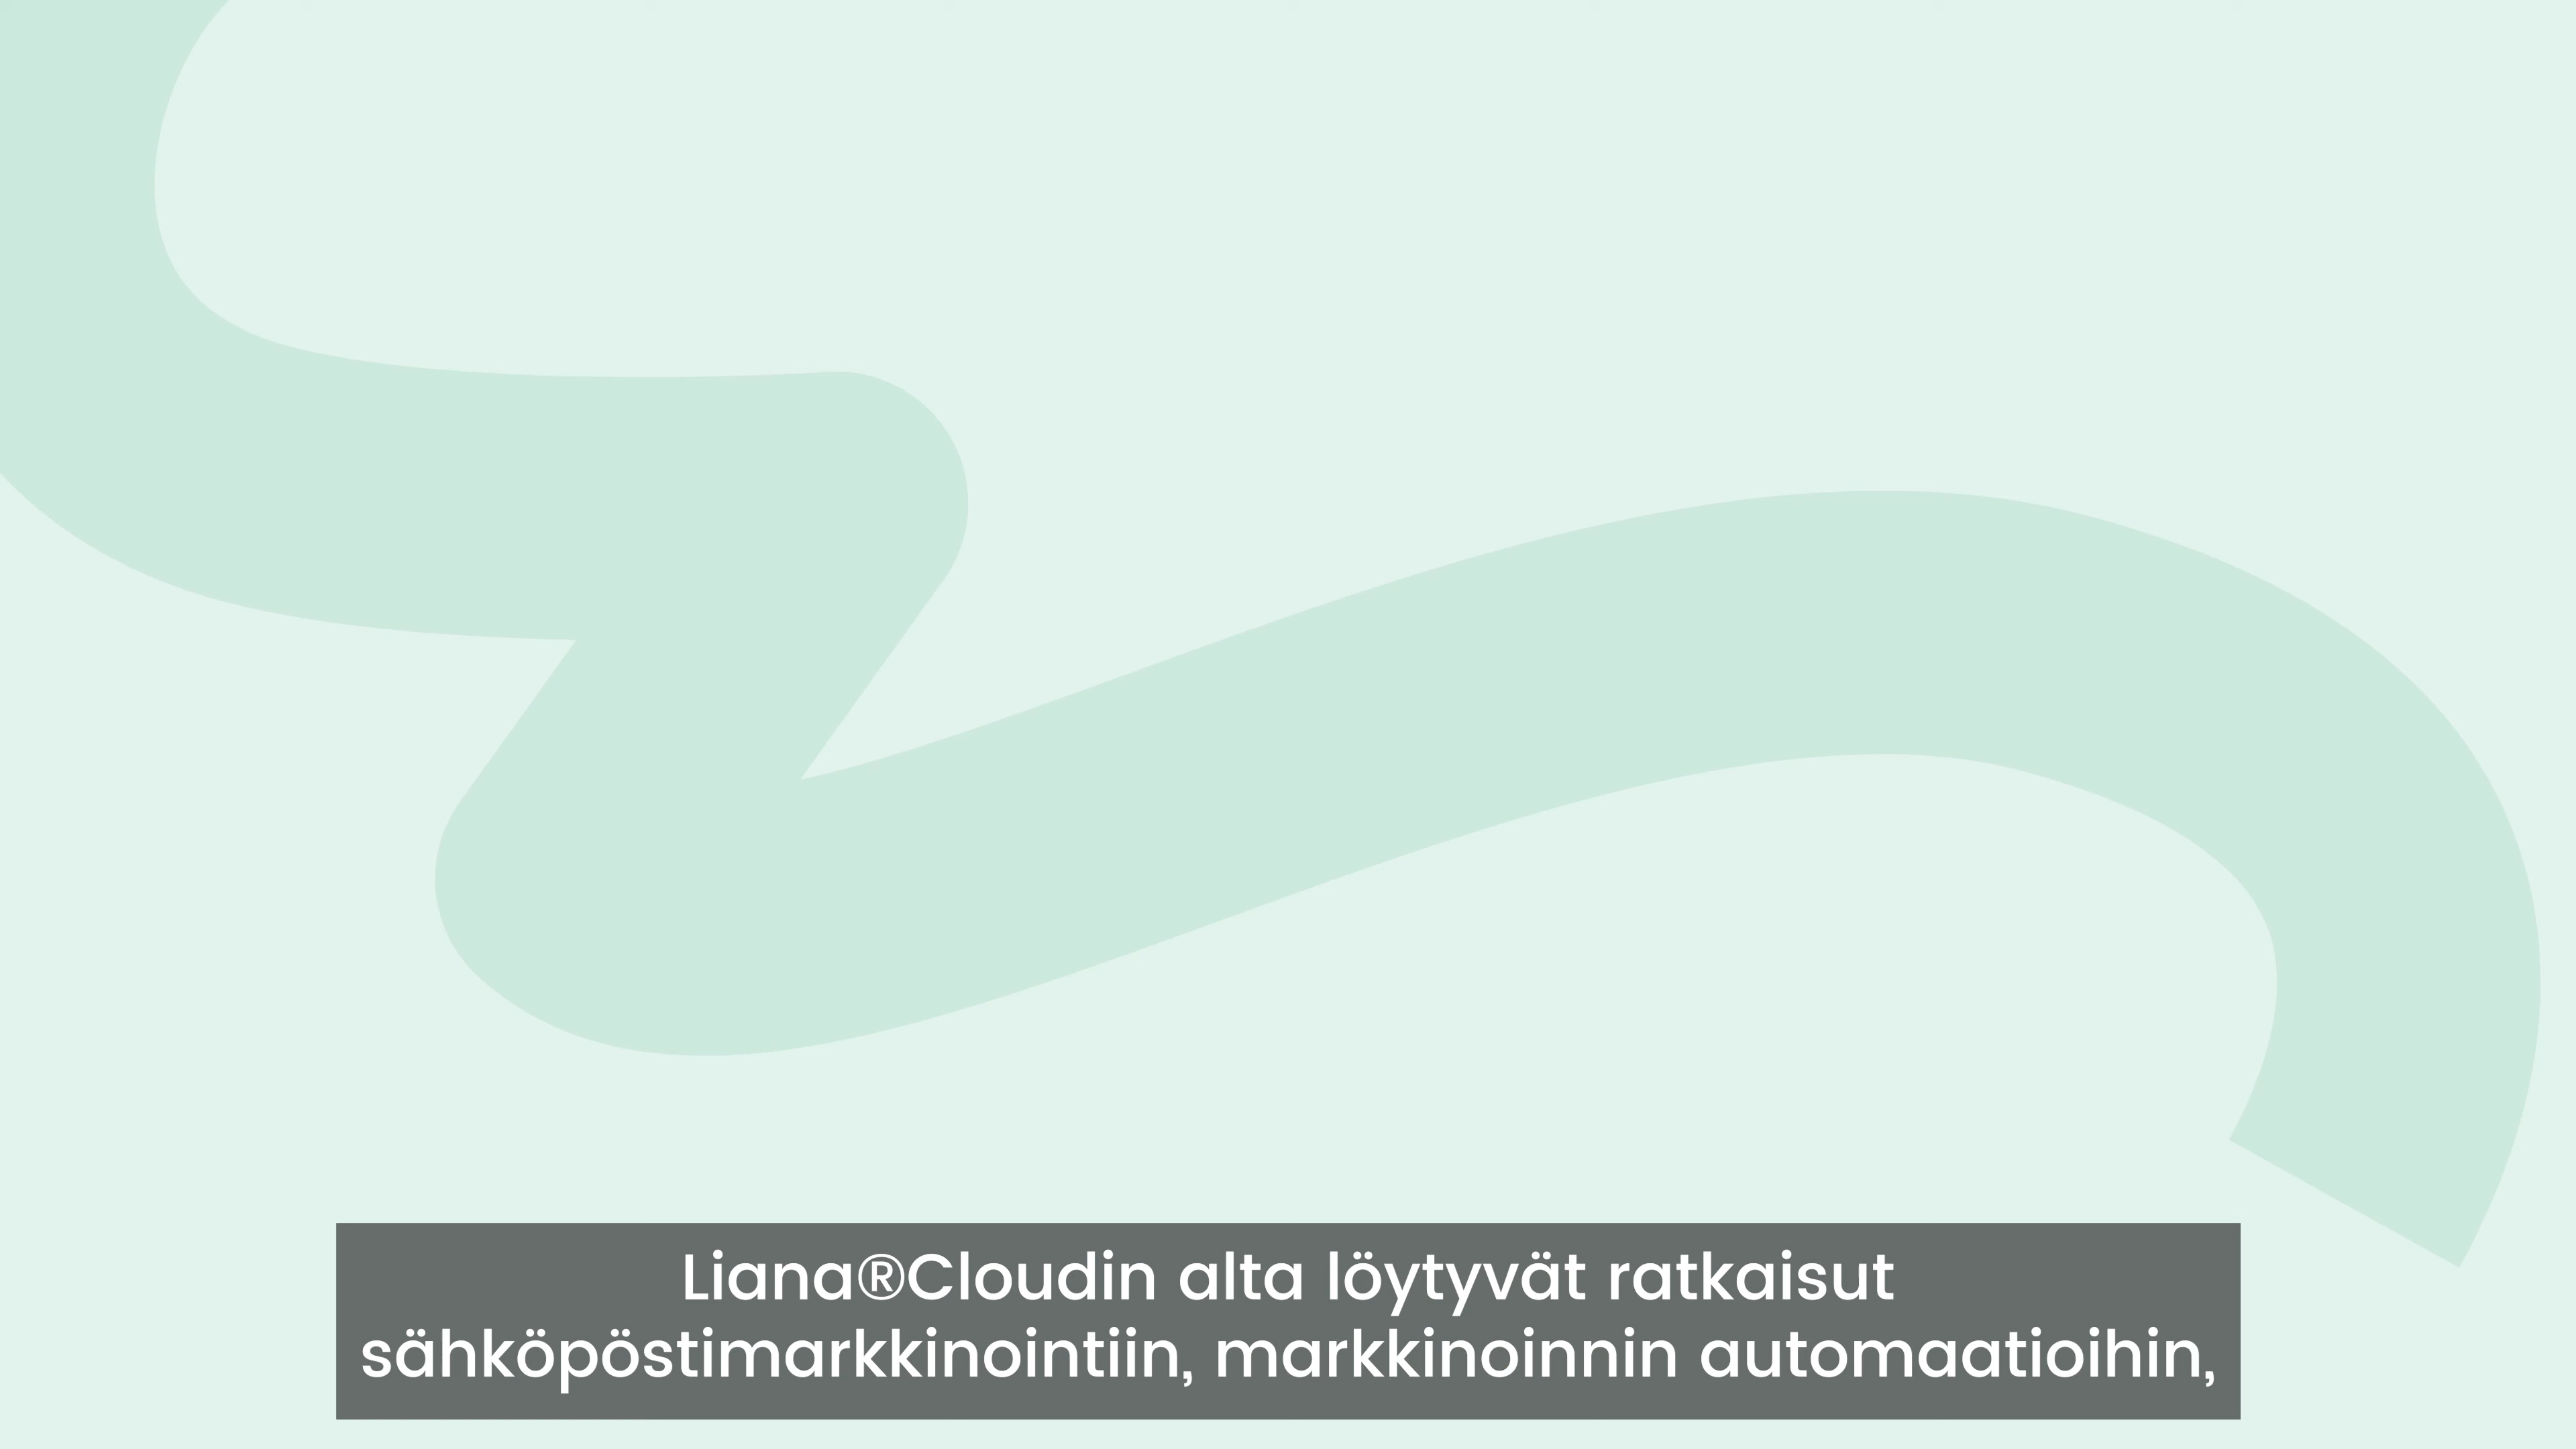 Liana®Cloudin alta löytyvät ratkaisut
sähköpöstimarkkinointiin, markkinoinnin automaatioihin,